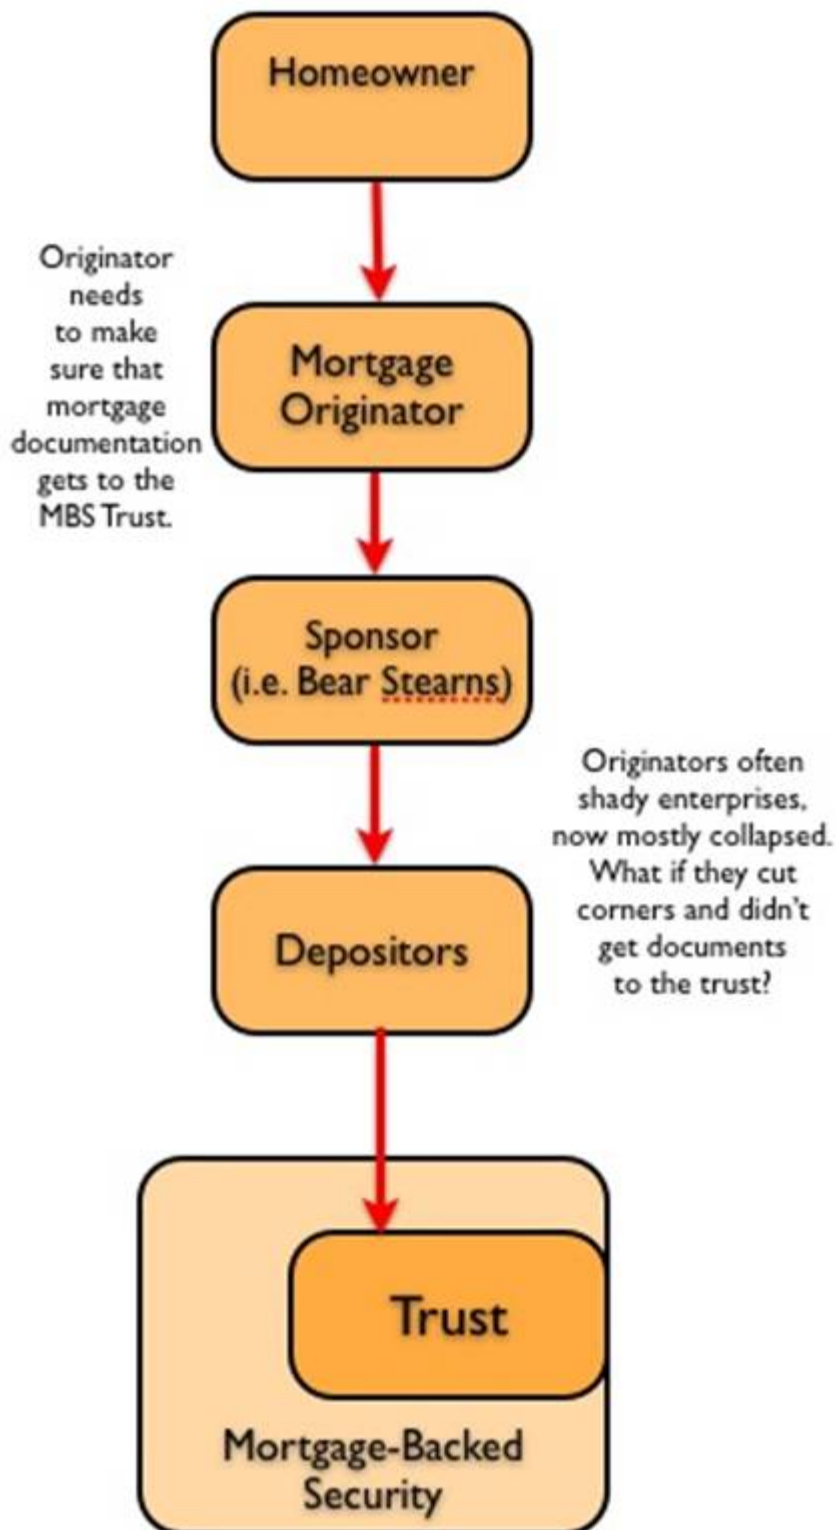 Homeowner
Originator
needs
to make
sure that
mortgage
documentation
gets to the
MBS Trust.
Mortgage
Originator
Sponsor
(i.e. Bear Stearns)
Originators often
shady enterprises,
now mostly collapsed.
What if they cut
corners and didn't
get documents
to the trust?
Depositors
Trust
Mortgage-Backed
Security